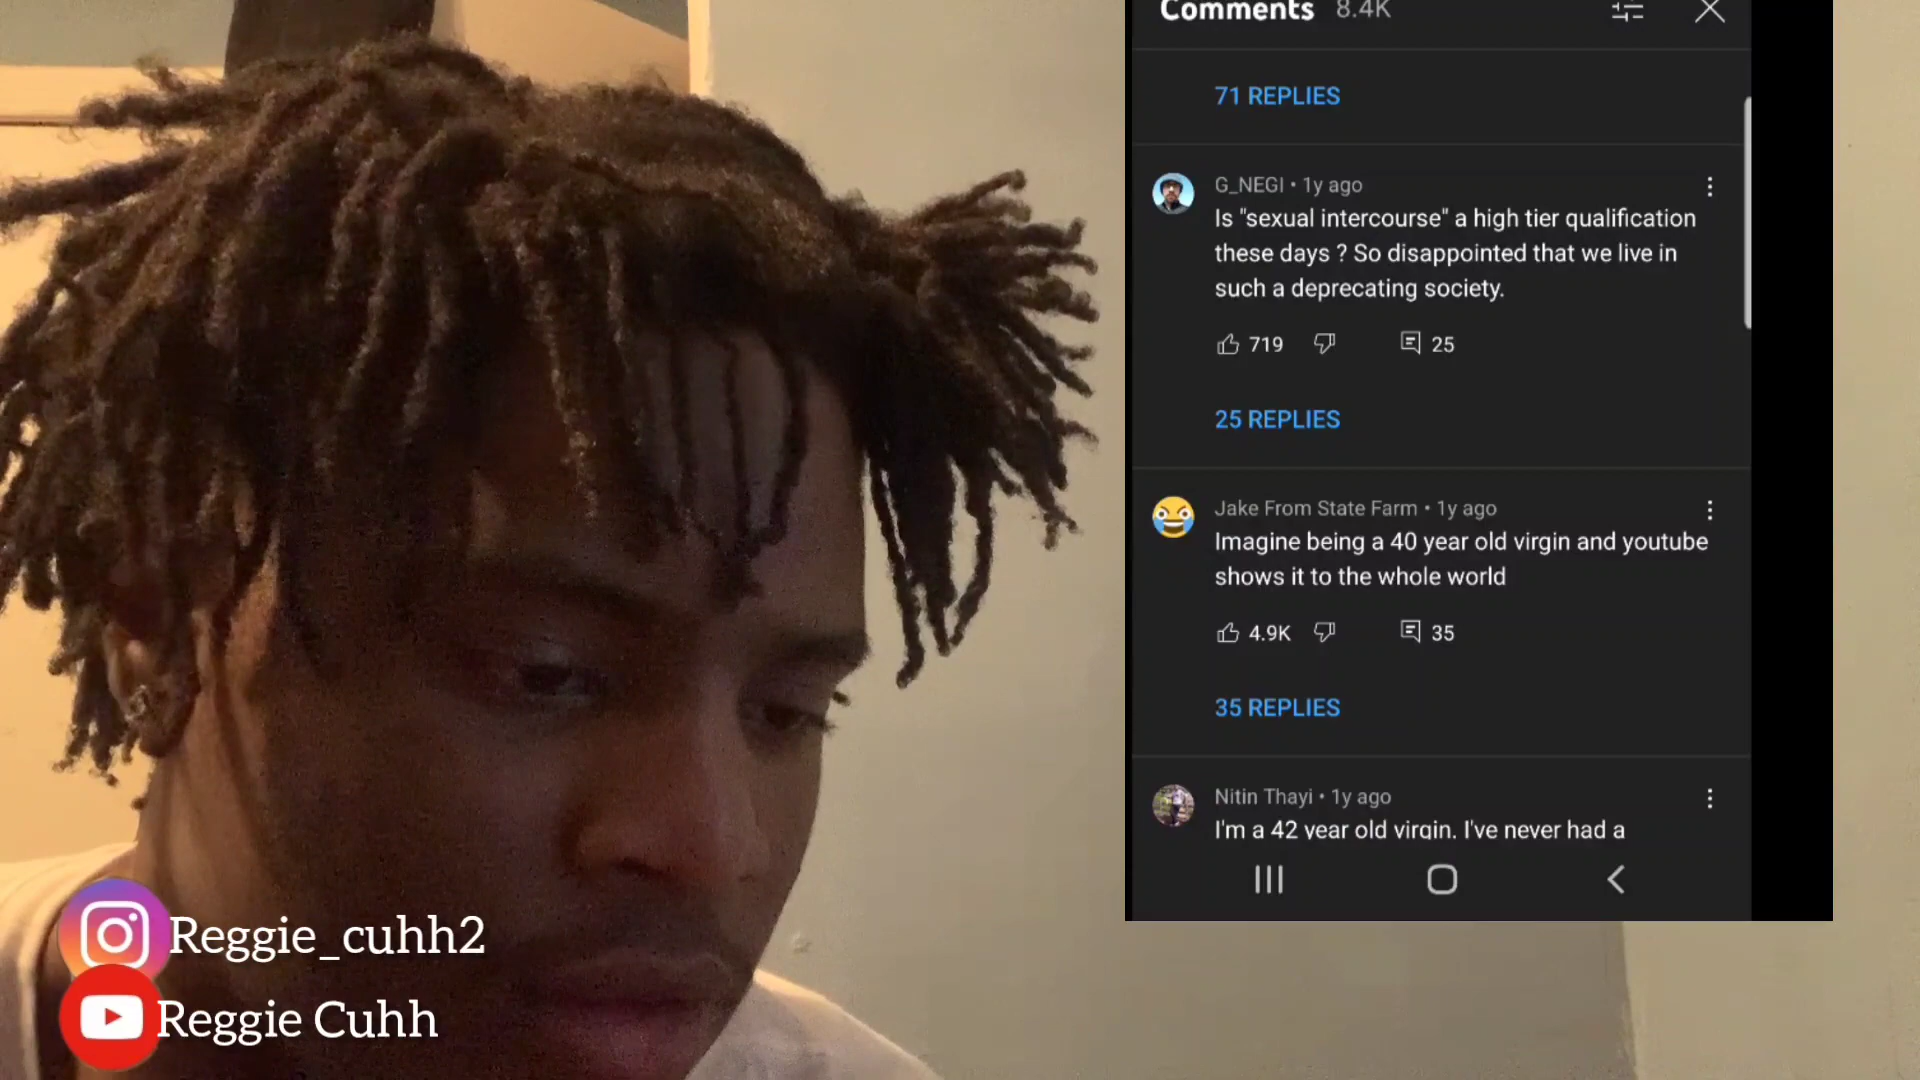 Comments 8.4K
71 REPLIES
G_NEGI • 1y ago
Is "sexual intercourse" a high tier qualification
these days ? So disappointed that we live in
such a deprecating society.
719 25
25 REPLIES
Jake From State Farm • 1y ago
Imagine being a 40 year old virgin and youtube
shows it to the whole world
4.9K 35
35 REPLIES
Nitin Thayi • 1y ago
I'm a 42 year old virgin. I've never had a
Reggie_cuhh2
Reggie Cuhh